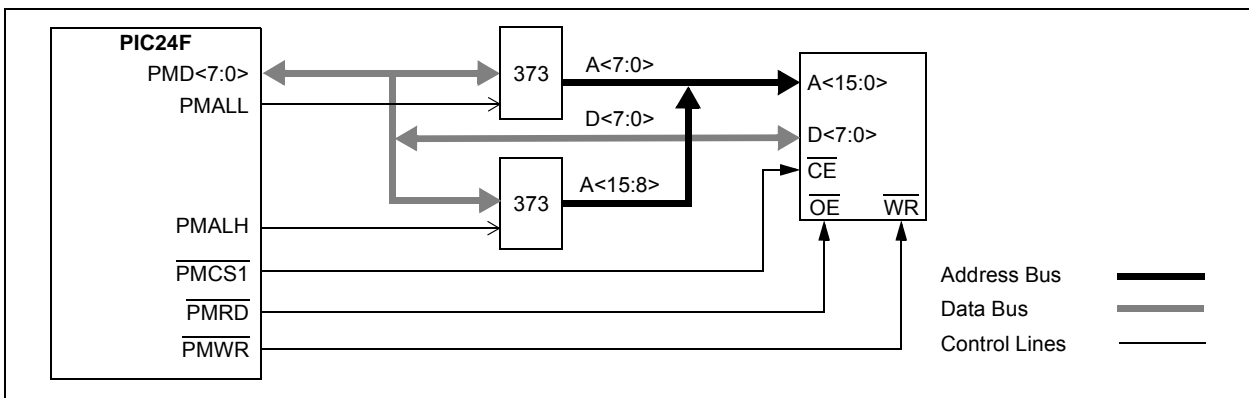 PIC24F
PMD<7:0>
PMALL
PMALH
PMCS1
PMRD
PMWR
373
373
A<7:0>
D<7:0>
A<15:8>
A<15:0>
D<7:0>
CE
OE WR
Address Bus
Data Bus
Control Lines